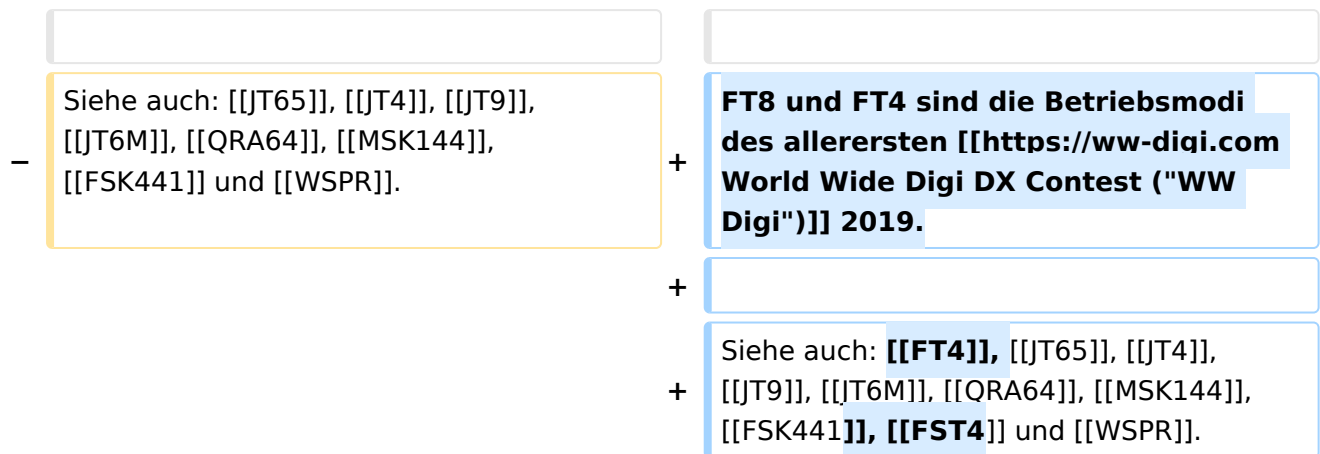 −
Siehe auch: [[JT65]], [[JT4]], [[JT9]],
[[JT6M]], [[QRA64]], [[MSK144]],
[[FSK441]] und [[WSPR]].
+
FT8 und FT4 sind die Betriebsmodi
des allerersten [[https://ww-digi.com
World Wide Digi DX Contest ("WW
Digi")]] 2019.
+
+
Siehe auch: [[FT4]], [[JT65]], [[JT4]],
[[JT9]], [[JT6M]], [[QRA64]], [[MSK144]],
[[FSK441]], [[FST4]] und [[WSPR]].